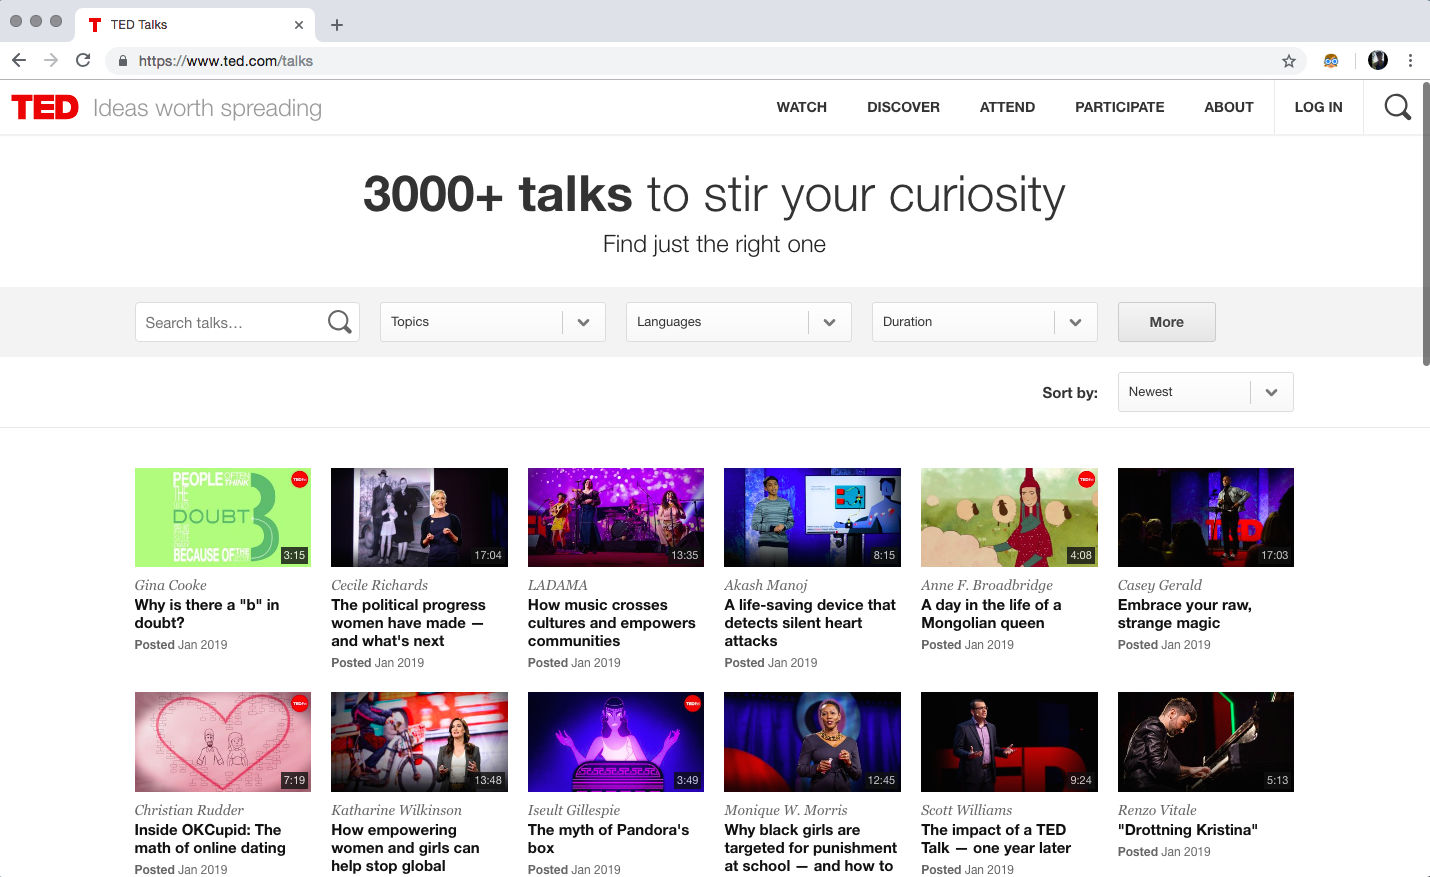 TED Talks
https://www.ted.com/talks
TED Ideas worth spreading
WATCH DISCOVER ATTEND PARTICIPATE ABOUT LOG IN
3000+ talks to stir your curiosity
Find just the right one
Search talks... Topics Languages Duration More
Sort by: Newest
PEOPLE OFTEN THINK
THE
DOUBT
BECAUSE OF THE
3:15
17:04
13:35
8:15
4:08
TED
17:03
Gina Cooke
Why is there a "b" in
doubt?
Posted Jan 2019
Cecile Richards
The political progress
women have made —
and what's next
Posted Jan 2019
LADAMA
How music crosses
cultures and empowers
communities
Posted Jan 2019
Akash Manoj
A life-saving device that
detects silent heart
attacks
Posted Jan 2019
Anne F. Broadbridge
A day in the life of a
Mongolian queen
Posted Jan 2019
Casey Gerald
Embrace your raw,
strange magic
Posted Jan 2019
7:19
13:48
3:49
12:45
9:24
5:13
Christian Rudder
Inside OKCupid: The
math of online dating
Posted Jan 2019
Katharine Wilkinson
How empowering
women and girls can
help stop global
Iseult Gillespie
The myth of Pandora's
box
Posted Jan 2019
Monique W. Morris
Why black girls are
targeted for punishment
at school — and how to
Scott Williams
The impact of a TED
Talk — one year later
Posted Jan 2019
Renzo Vitale
"Drottning Kristina"
Posted Jan 2019